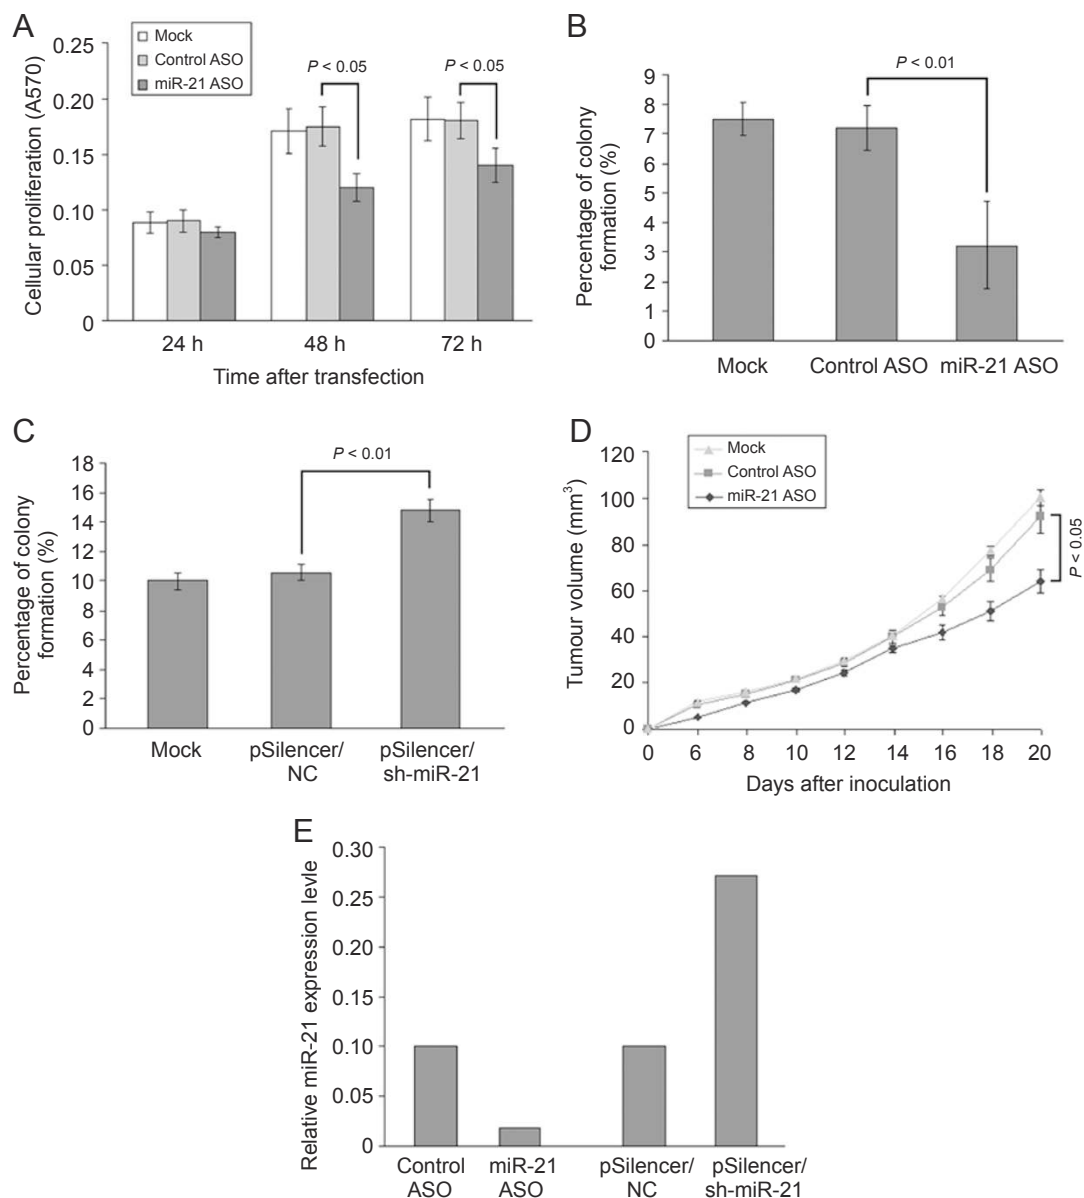 A
Mock
Control ASO
miR-21 ASO
Cellular proliferation (A570)
0.25
0.20
0.15
0.10
0.05
0
P < 0.05
P < 0.05
24 h
48 h
72 h
Time after transfection
B
Percentage of colony
formation (%)
9
8
7
6
5
4
3
2
1
0
P < 0.01
Mock
Control ASO
miR-21 ASO
C
Percentage of colony
formation (%)
18
16
14
12
10
8
6
4
2
0
P < 0.01
Mock
pSilencer/
NC
pSilencer/
sh-miR-21
D
Tumour volume (mm³)
120
100
80
60
40
20
0
Mock
Control ASO
miR-21 ASO
P < 0.05
0
6
8
10
12
14
16
18
20
Days after inoculation
E
Relative miR-21 expression levle
0.30
0.25
0.20
0.15
0.10
0.05
0
Control
ASO
miR-21
ASO
pSilencer/
NC
pSilencer/
sh-miR-21